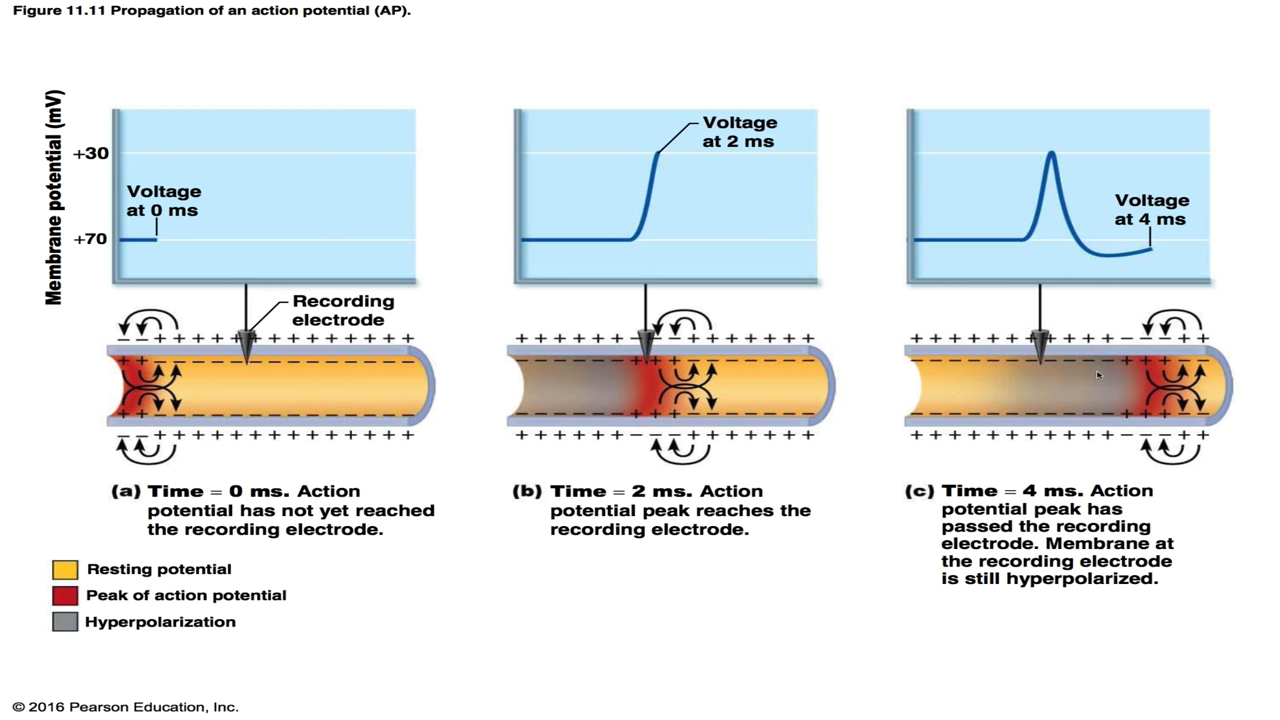 Figure 11.11 Propagation of an action potential (AP).
Membrane potential (mV)
+30
+70
Voltage
at 0 ms
Voltage
at 2 ms
Voltage
at 4 ms
Recording
electrode
(a) Time = 0 ms. Action
potential has not yet reached
the recording electrode.
(b) Time = 2 ms. Action
potential peak reaches the
recording electrode.
(c) Time = 4 ms. Action
potential peak has
passed the recording
electrode. Membrane at
the recording electrode
is still hyperpolarized.
Resting potential
Peak of action potential
Hyperpolarization
© 2016 Pearson Education, Inc.